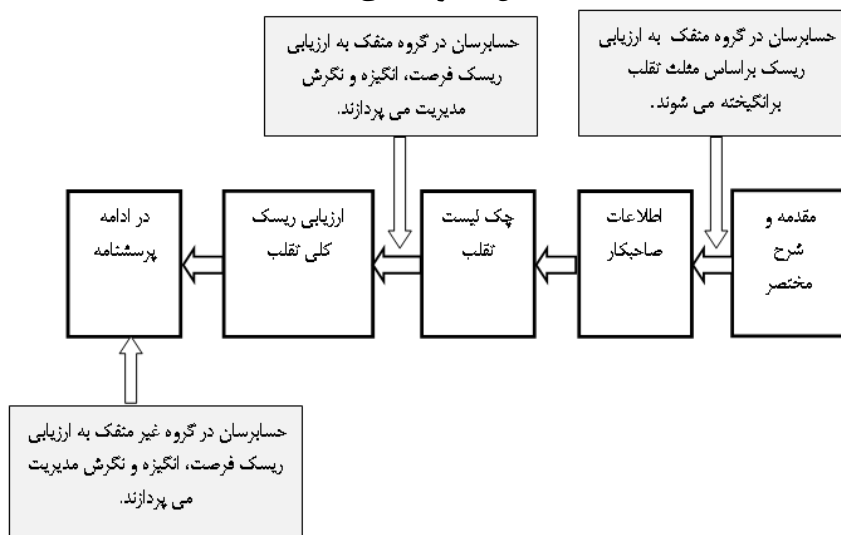 حسابرسان در گروه منفک به ارزیابی
ریسک براساس مثلث تقلب
برانگیخته می شوند.
حسابرسان در گروه منفک به ارزیابی
ریسک فرصت، انگیزه و نگرش
مدیریت می پردازند.
مقدمه و
شرح
مختصر
اطلاعات
صاحبکار
چک لیست
تقلب
ارزیابی ریسک
کلی تقلب
در ادامه
پرسشنامه
حسابرسان در گروه غیر منفک به ارزیابی
ریسک فرصت، انگیزه و نگرش مدیریت
می پردازند.